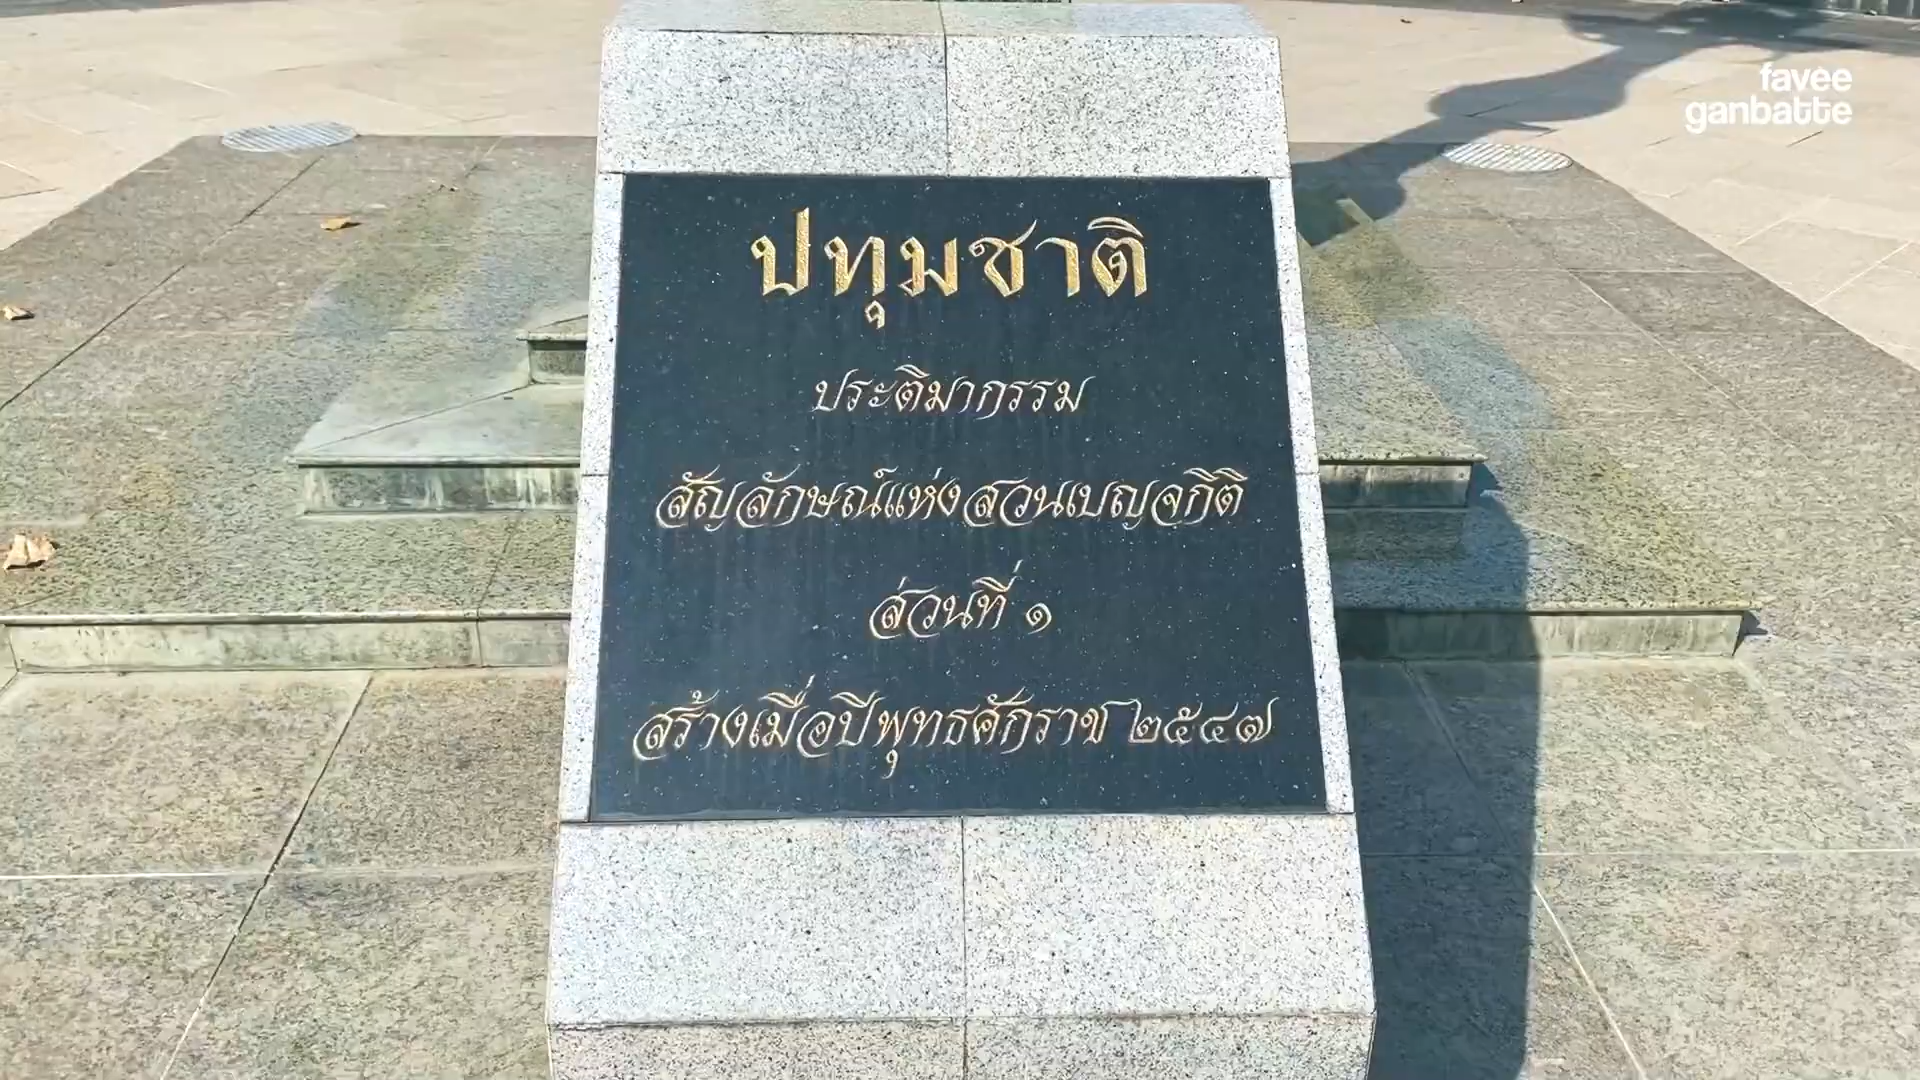 favee
ganbatte
ปทุมชาติ
ประติมากรรม
สัญลักษณ์แห่งสวนเบญจกิติ
ส่วนที่ ๑
สร้างเมื่อปีพุทธศักราช ๒๕๔๗